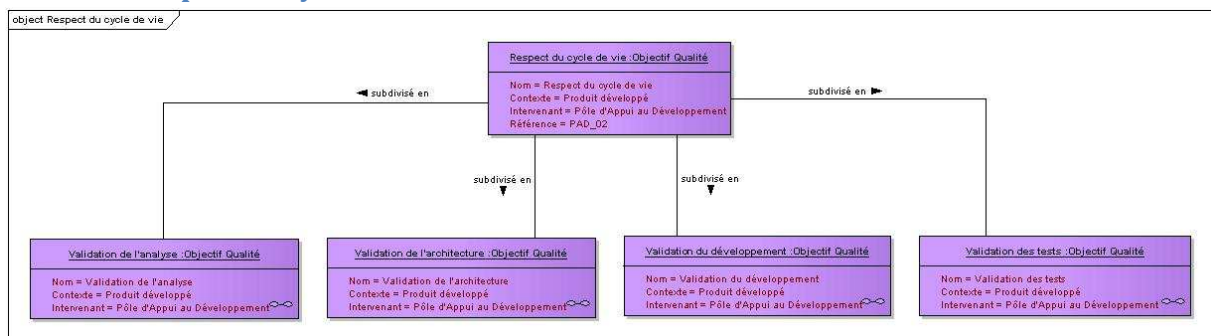 object Respect du cycle de vie
Respect du cycle de vie :Objectif Qualité
Nom = Respect du cycle de vie
Contexte = Produit développé
Intervenant = Pôle d'Appui au Développement
Référence = PAD_02
subdivisé en
subdivisé en
subdivisé en
subdivisé en
Validation de l'analyse :Objectif Qualité
Nom = Validation de l'analyse
Contexte = Produit développé
Intervenant = Pôle d'Appui au Développement
Validation de l'architecture :Objectif Qualité
Nom = Validation de l'architecture
Contexte = Produit développé
Intervenant = Pôle d'Appui au Développement
Validation du développement :Objectif Qualité
Nom = Validation du développement
Contexte = Produit développé
Intervenant = Pôle d'Appui au Développement
Validation des tests :Objectif Qualité
Nom = Validation des tests
Contexte = Produit développé
Intervenant = Pôle d'Appui au Développement